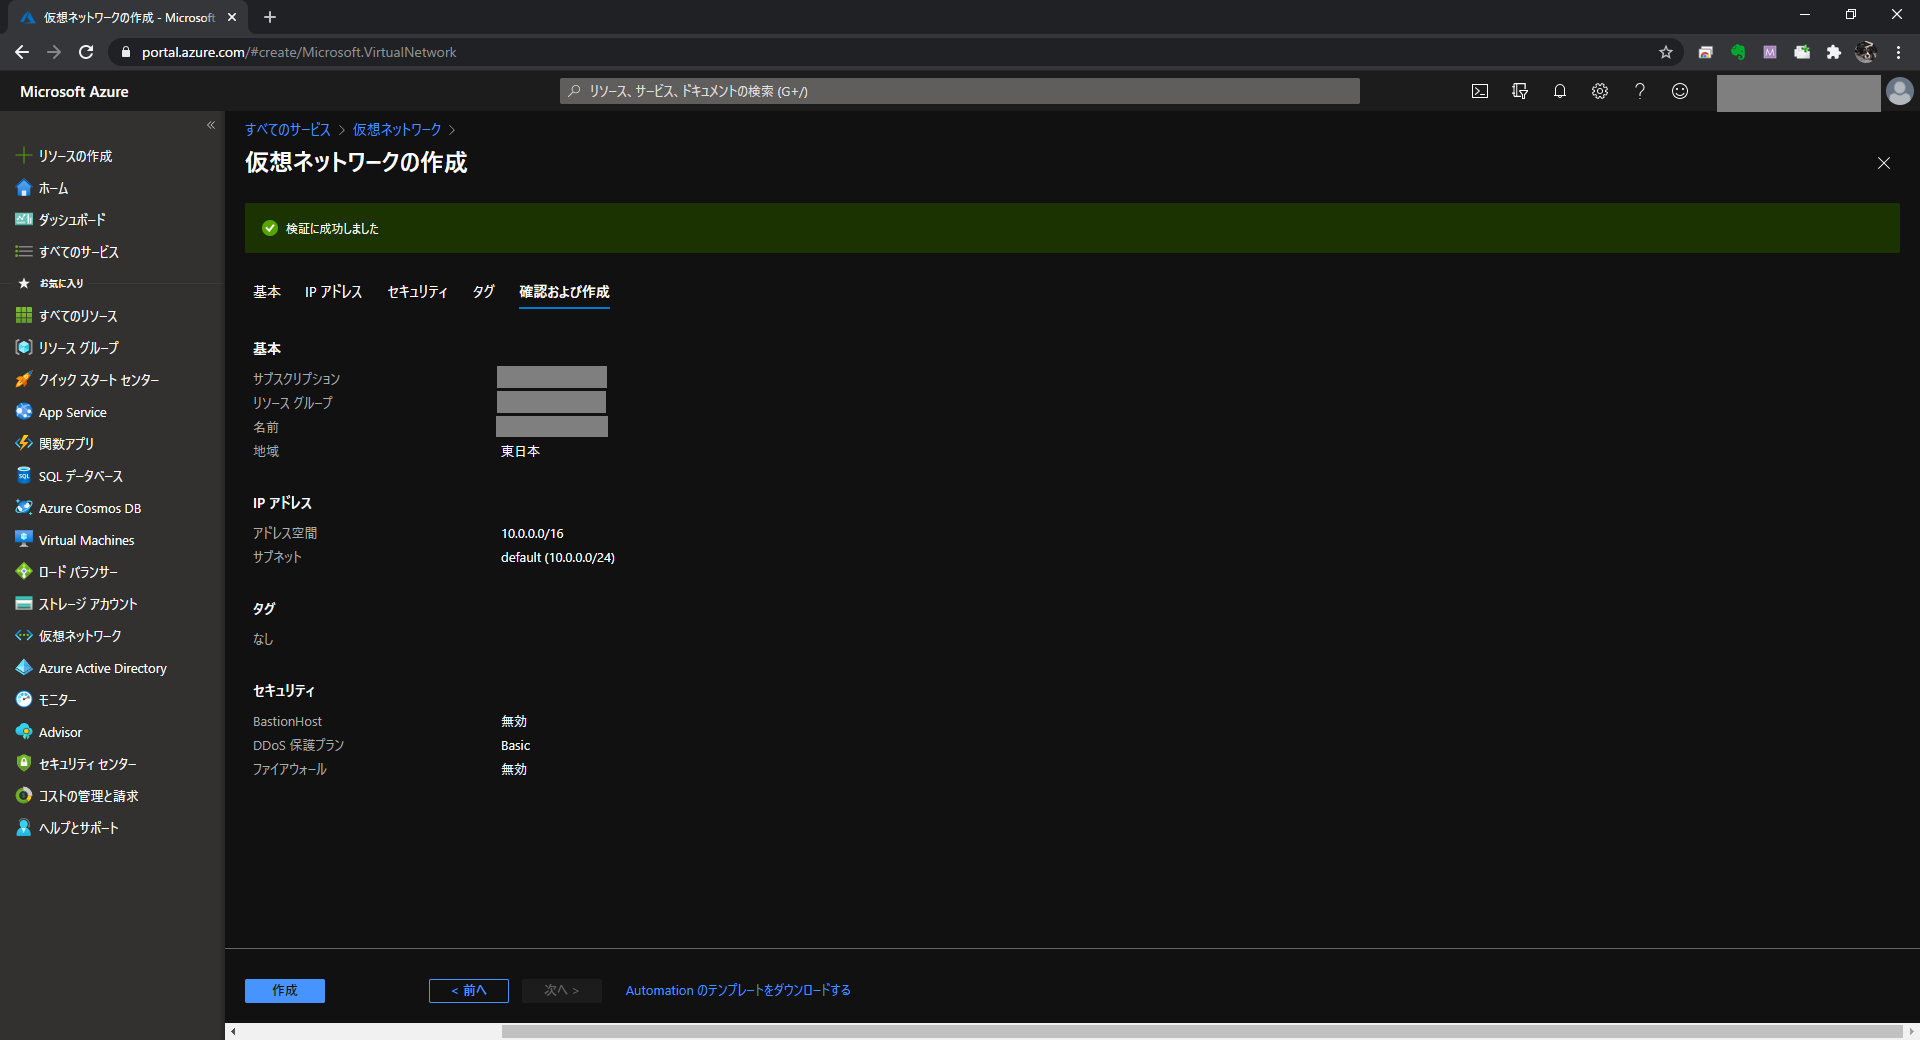 仮想ネットワークの作成 - Microsoft
portal.azure.com/#create/Microsoft.VirtualNetwork
Microsoft Azure
リソース、サービス、ドキュメントの検索 (G+/)
リソースの作成
ホーム
ダッシュボード
すべてのサービス
お気に入り
すべてのリソース
リソース グループ
クイック スタート センター
App Service
関数アプリ
SQL データベース
Azure Cosmos DB
Virtual Machines
ロード バランサー
ストレージ アカウント
仮想ネットワーク
Azure Active Directory
モニター
Advisor
セキュリティ センター
コストの管理と請求
ヘルプとサポート
すべてのサービス > 仮想ネットワーク >
仮想ネットワークの作成
検証に成功しました
基本 IP アドレス セキュリティ タグ 確認および作成
基本
サブスクリプション
リソース グループ
名前
地域 東日本
IP アドレス
アドレス空間 10.0.0.0/16
サブネット default (10.0.0.0/24)
タグ
なし
セキュリティ
BastionHost 無効
DDoS 保護プラン Basic
ファイアウォール 無効
作成 < 前へ 次へ > Automation のテンプレートをダウンロードする